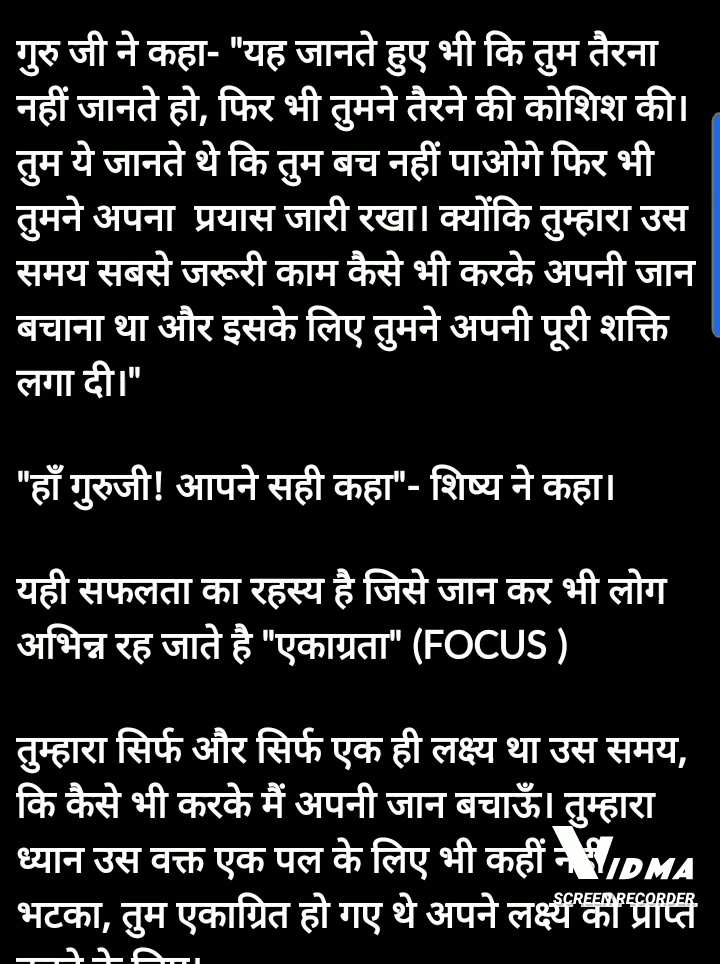 गुरु जी ने कहा- "यह जानते हुए भी कि तुम तैरना
नहीं जानते हो, फिर भी तुमने तैरने की कोशिश की।
तुम ये जानते थे कि तुम बच नहीं पाओगे फिर भी
तुमने अपना  प्रयास जारी रखा। क्योंकि तुम्हारा उस
समय सबसे जरूरी काम कैसे भी करके अपनी जान
बचाना था और इसके लिए तुमने अपनी पूरी शक्ति
लगा दी।"
"हाँ गुरुजी! आपने सही कहा"- शिष्य ने कहा।
यही सफलता का रहस्य है जिसे जान कर भी लोग
अभिन्न रह जाते है "एकाग्रता" (FOCUS )
तुम्हारा सिर्फ और सिर्फ एक ही लक्ष्य था उस समय,
कि कैसे भी करके मैं अपनी जान बचाऊँ। तुम्हारा
ध्यान उस वक्त एक पल के लिए भी कहीं नहीं
VIDMA
SCREEN RECORDER
भटका, तुम एकाग्रित हो गए थे अपने लक्ष्य को प्राप्त